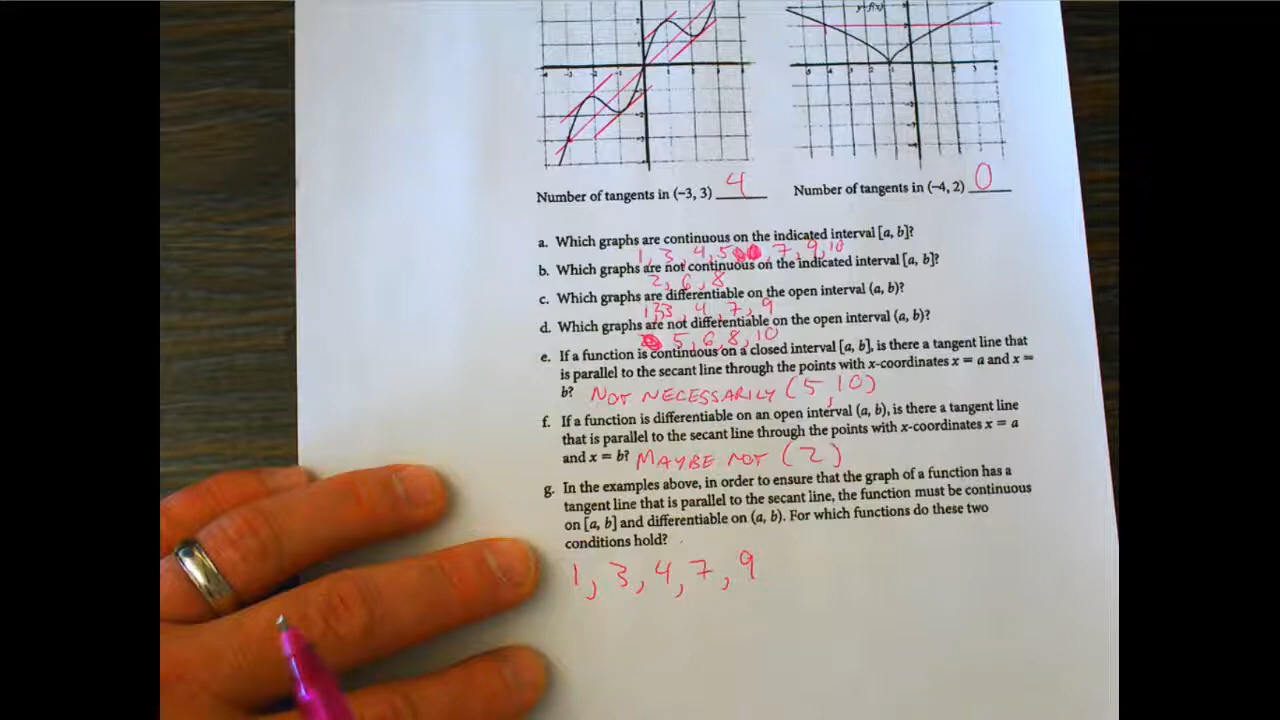 y=f(x)
Number of tangents in (−3, 3) 4
Number of tangents in (−4, 2) 0
a. Which graphs are continuous on the indicated interval [a, b]?
1, 3, 4, 5, 7, 9, 10
b. Which graphs are not continuous on the indicated interval [a, b]?
2, 6, 8
c. Which graphs are differentiable on the open interval (a, b)?
1, 3, 4, 7, 9
d. Which graphs are not differentiable on the open interval (a, b)?
5, 6, 8, 10
e. If a function is continuous on a closed interval [a, b], is there a tangent line that
is parallel to the secant line through the points with x-coordinates x = a and x =
b? NOT NECESSARILY (5, 10)
f. If a function is differentiable on an open interval (a, b), is there a tangent line
that is parallel to the secant line through the points with x-coordinates x = a
and x = b? MAYBE NOT (2)
g. In the examples above, in order to ensure that the graph of a function has a
tangent line that is parallel to the secant line, the function must be continuous
on [a, b] and differentiable on (a, b). For which functions do these two
conditions hold?
1, 3, 4, 7, 9